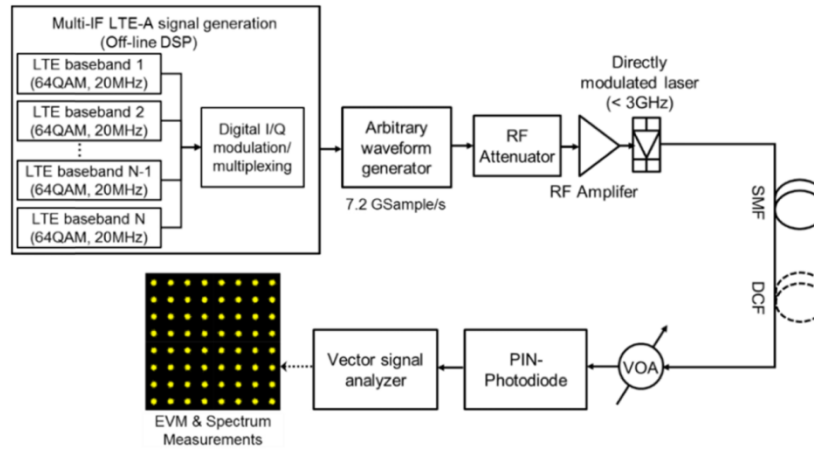 Multi-IF LTE-A signal generation
(Off-line DSP)
LTE baseband 1
(64QAM, 20MHz)
LTE baseband 2
(64QAM, 20MHz)
LTE baseband N-1
(64QAM, 20MHz)
LTE baseband N
(64QAM, 20MHz)
Digital I/Q
modulation/
multiplexing
Arbitrary
waveform
generator
7.2 GSample/s
RF
Attenuator
RF Amplifer
Directly
modulated laser
(< 3GHz)
SMF
DCF
VOA
PIN-
Photodiode
Vector signal
analyzer
EVM & Spectrum
Measurements